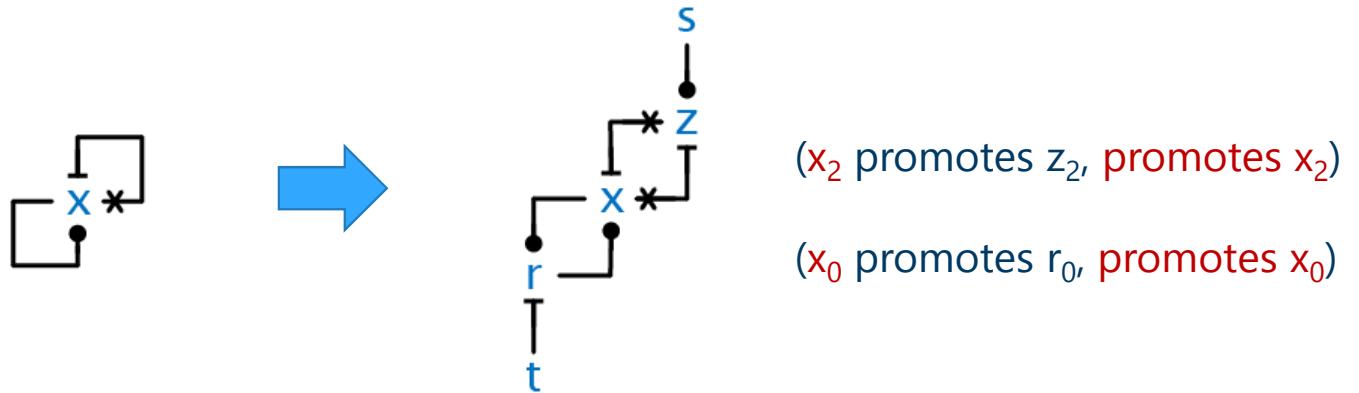 s
z
x
x
r
t
(x₂ promotes z₂, promotes x₂)
(x₀ promotes r₀, promotes x₀)